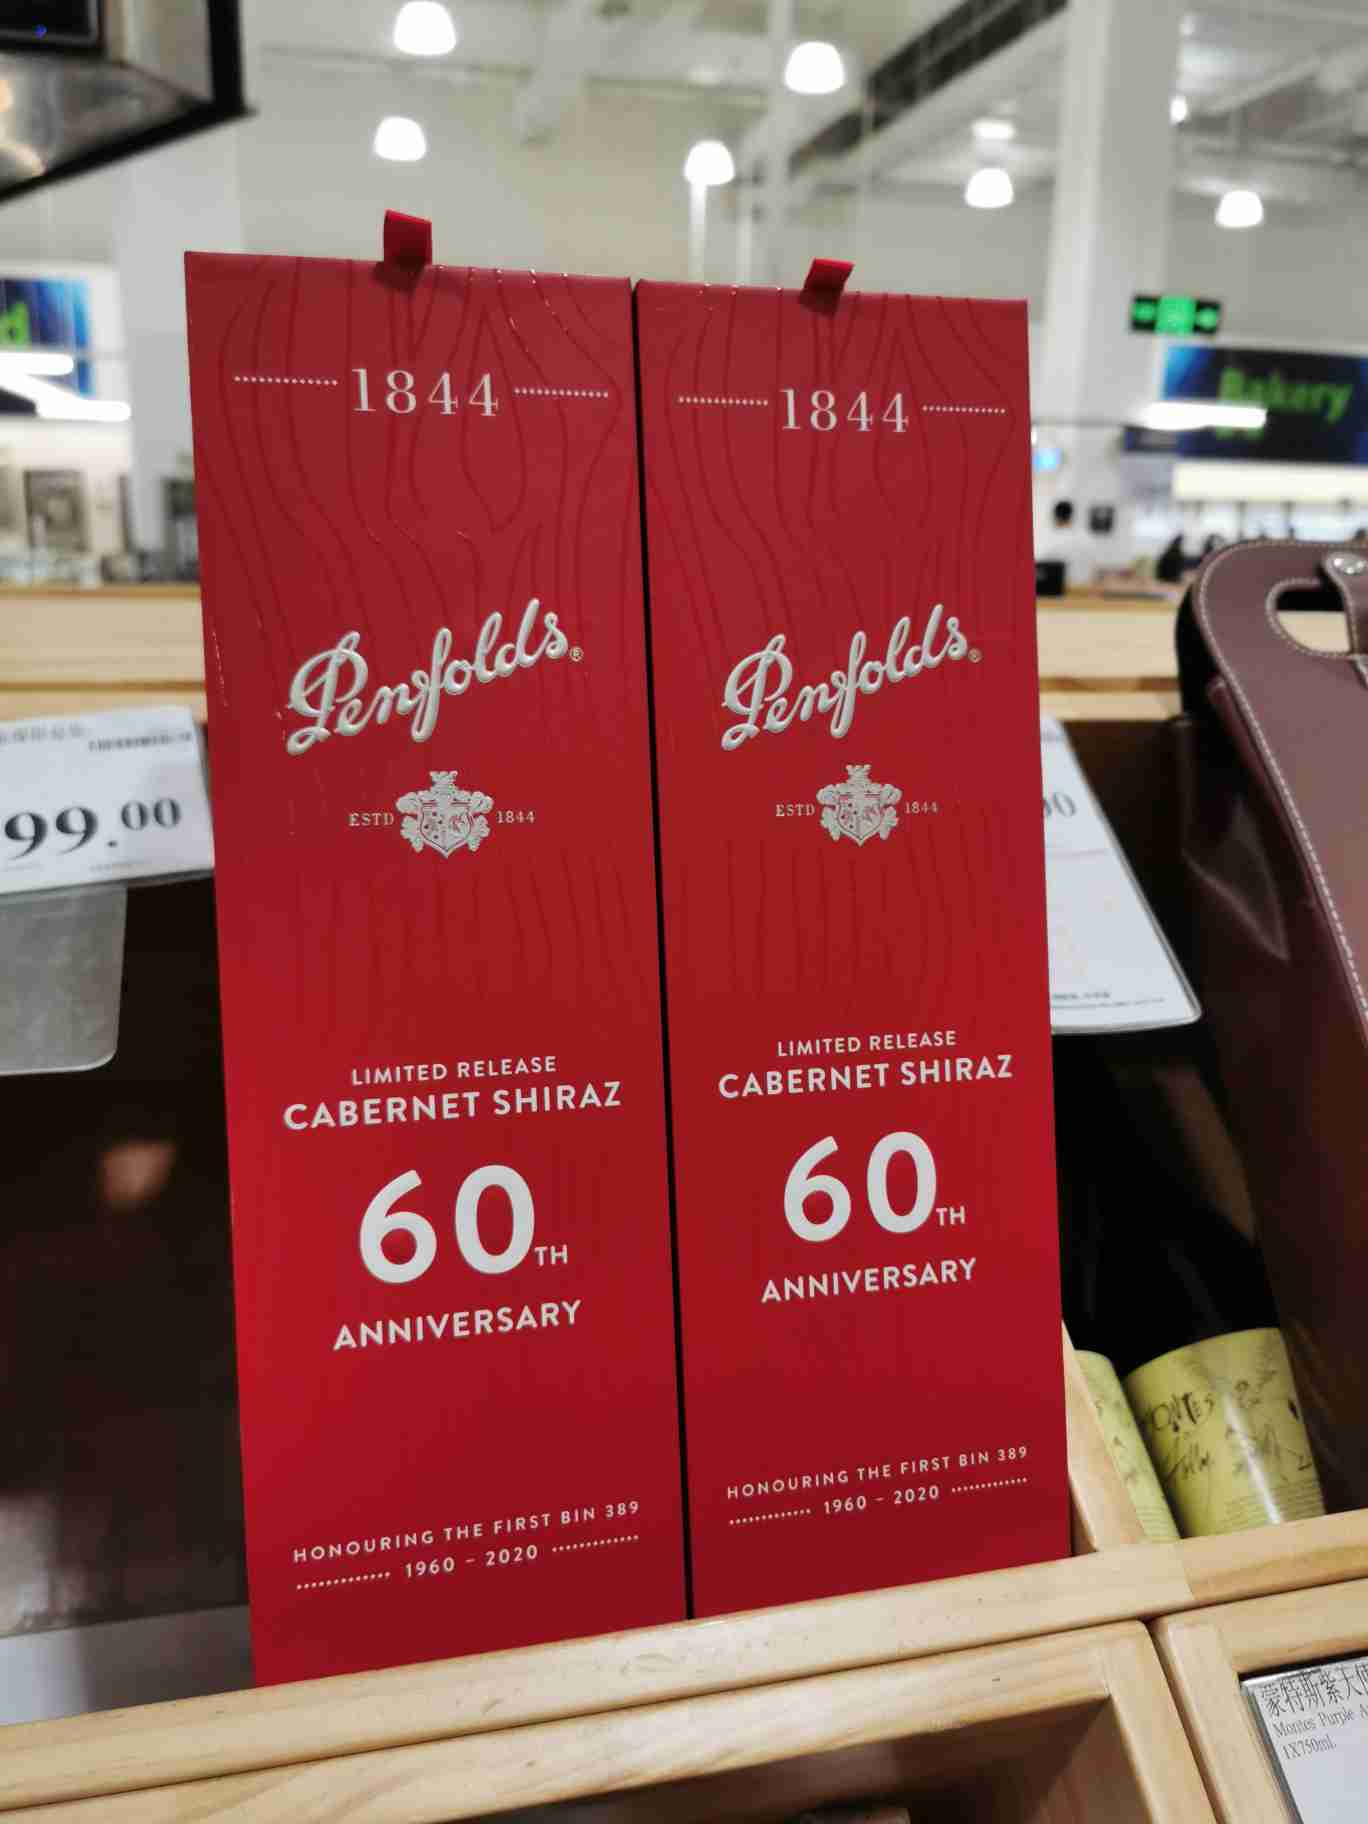 1844
Penfolds®
ESTD 1844
LIMITED RELEASE
CABERNET SHIRAZ
60TH
ANNIVERSARY
HONOURING THE FIRST BIN 389
1960 - 2020
1844
Penfolds®
ESTD 1844
LIMITED RELEASE
CABERNET SHIRAZ
60TH
ANNIVERSARY
HONOURING THE FIRST BIN 389
1960 - 2020
99.00
Bakery
MONTES
蒙特斯紫天使
Montes Purple A
1X750ml